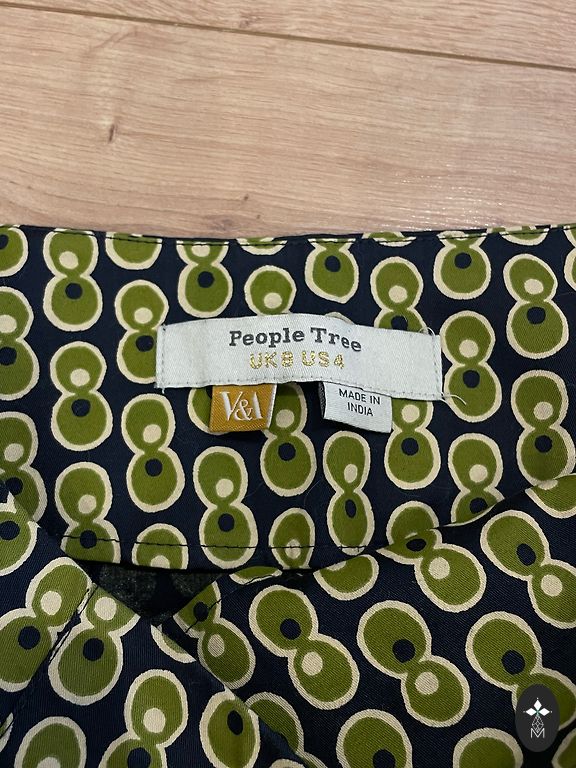 People Tree
UK8 US4
V&A
MADE IN
INDIA